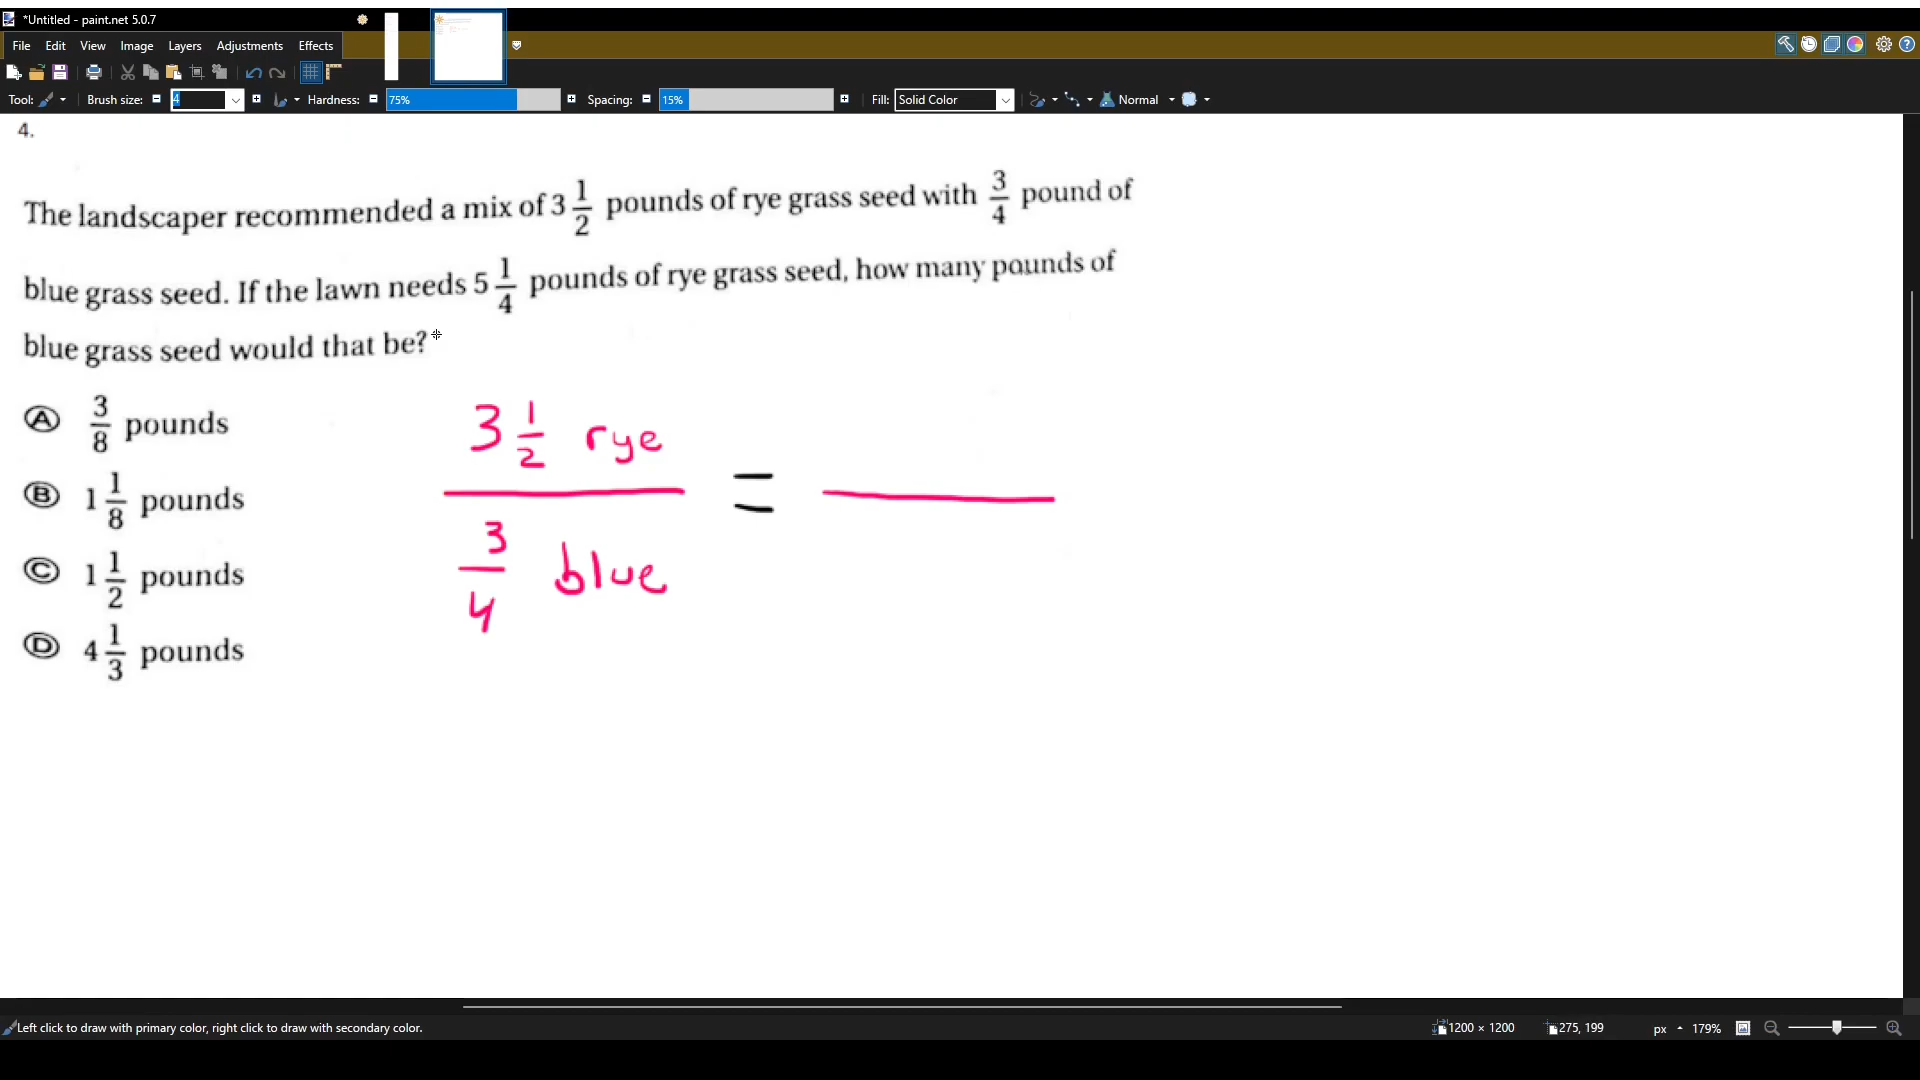 *Untitled - paint.net 5.0.7
File Edit View Image Layers Adjustments Effects
Tool: Brush size: 4 Hardness: 75% Spacing: 15% Fill: Solid Color Normal
4.
The landscaper recommended a mix of 3 1/2 pounds of rye grass seed with 3/4 pound of
blue grass seed. If the lawn needs 5 1/4 pounds of rye grass seed, how many pounds of
blue grass seed would that be?
A 3/8 pounds
B 1 1/8 pounds
C 1 1/2 pounds
D 4 1/3 pounds
3 1/2 rye
=
3/4 blue
Left click to draw with primary color, right click to draw with secondary color. 1200 × 1200 275, 199 px 179%